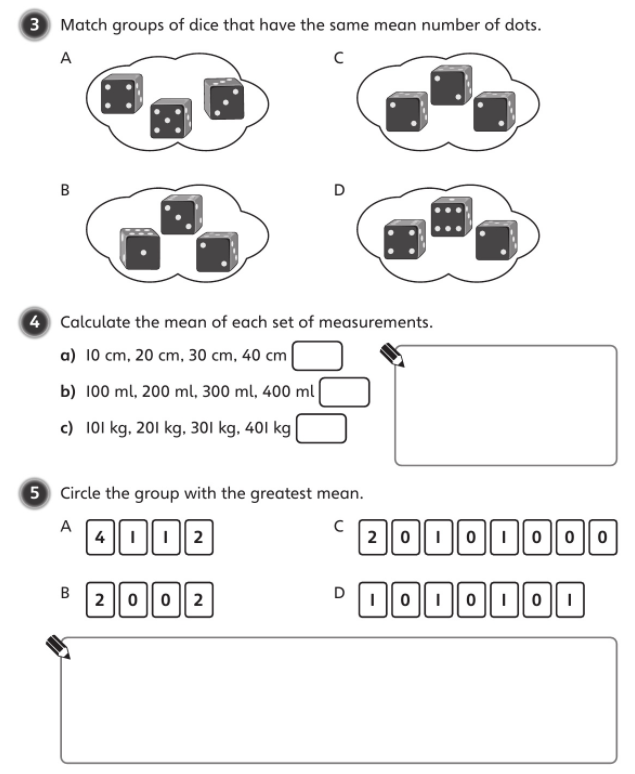 3 Match groups of dice that have the same mean number of dots.
A
C
B
D
4 Calculate the mean of each set of measurements.
a) 10 cm, 20 cm, 30 cm, 40 cm
b) 100 ml, 200 ml, 300 ml, 400 ml
c) 101 kg, 201 kg, 301 kg, 401 kg
5 Circle the group with the greatest mean.
A 4 1 1 2
C 2 0 1 0 1 0 0 0
B 2 0 0 2
D 1 0 1 0 1 0 1